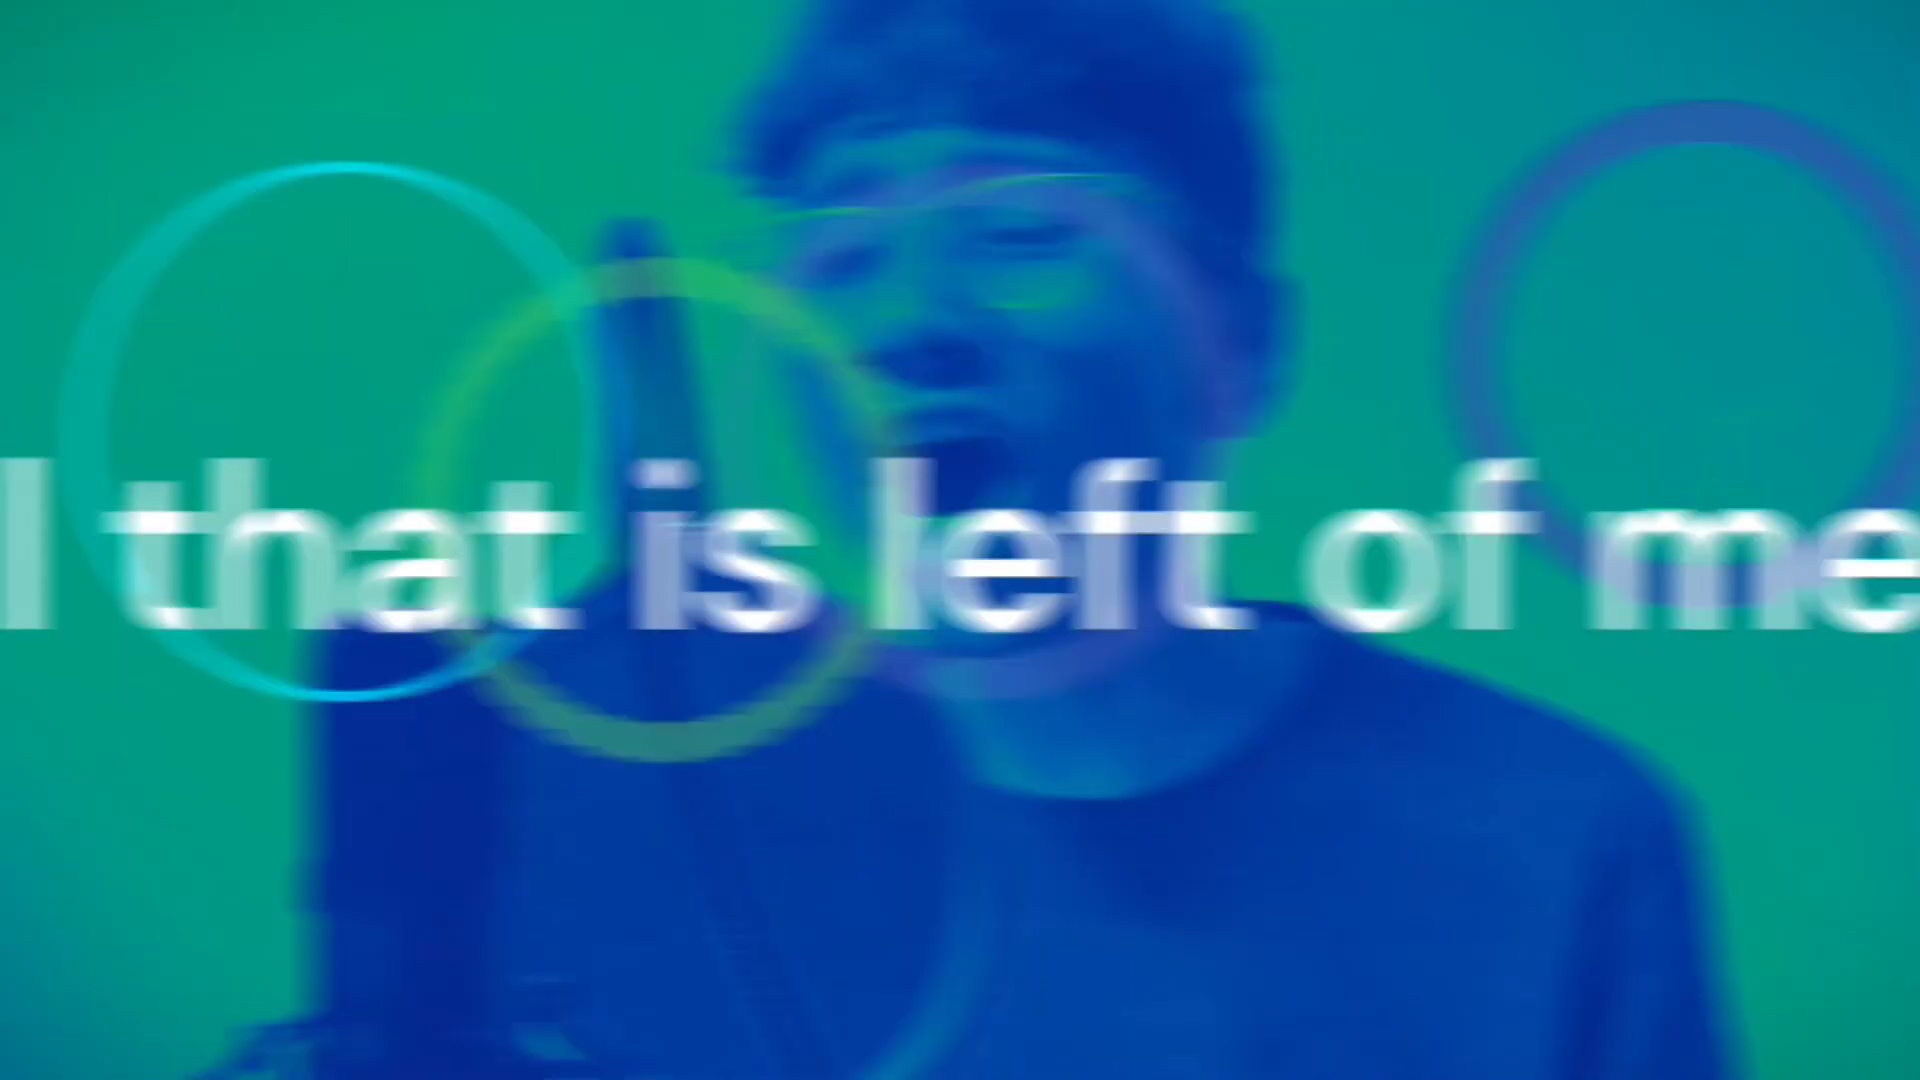 l that is left of me